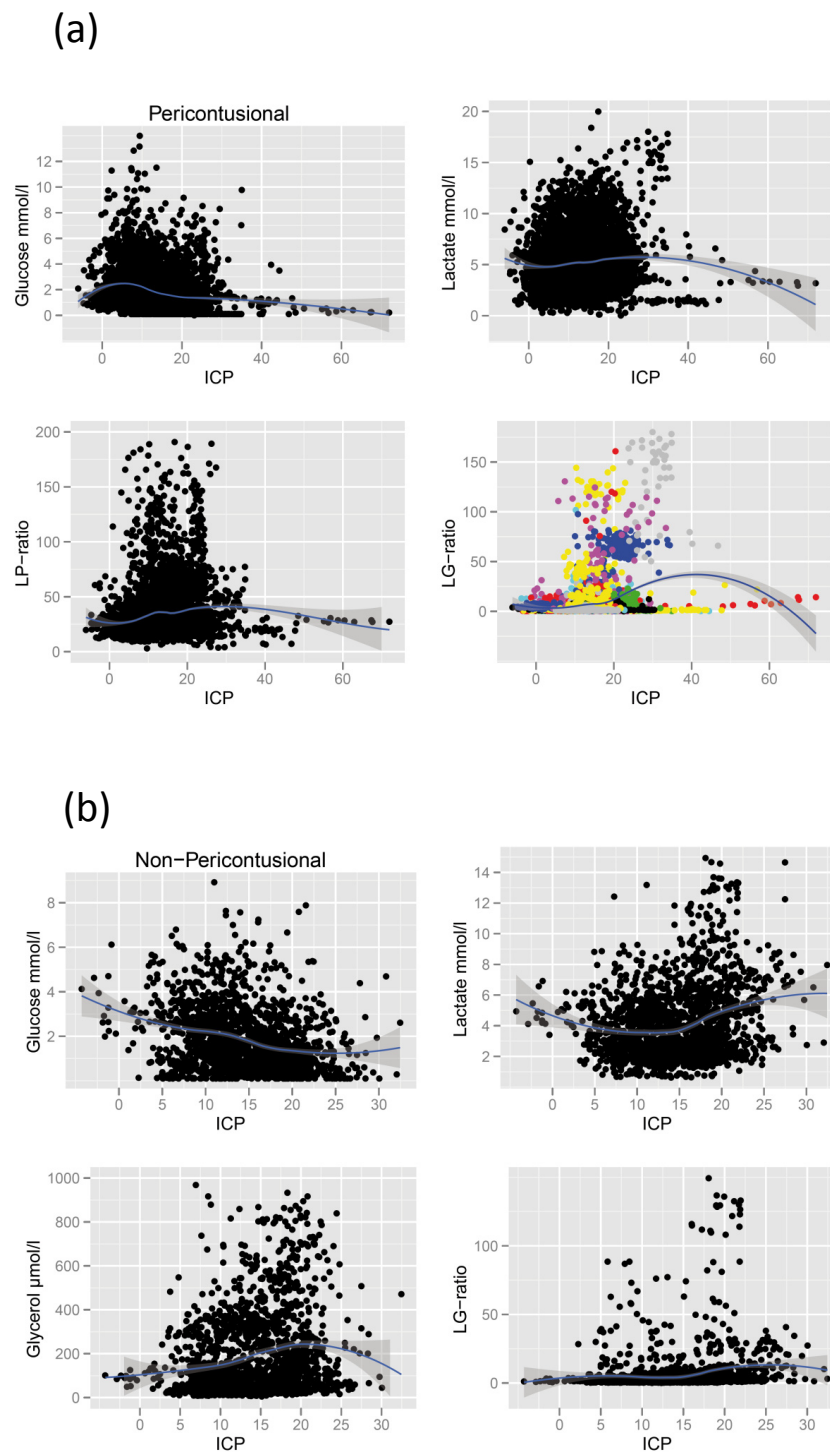 (a)
Pericontusional
Glucose mmol/l
12
10
8
6
4
2
0
0 20 40 60
ICP
Lactate mmol/l
20
15
10
5
0
0 20 40 60
ICP
LP−ratio
200
150
100
50
0
0 20 40 60
ICP
LG−ratio
150
100
50
0
0 20 40 60
ICP
(b)
Non−Pericontusional
Glucose mmol/l
8
6
4
2
0 5 10 15 20 25 30
ICP
Lactate mmol/l
14
12
10
8
6
4
2
0 5 10 15 20 25 30
ICP
Glycerol µmol/l
1000
800
600
400
200
0
0 5 10 15 20 25 30
ICP
LG−ratio
100
50
0
0 5 10 15 20 25 30
ICP